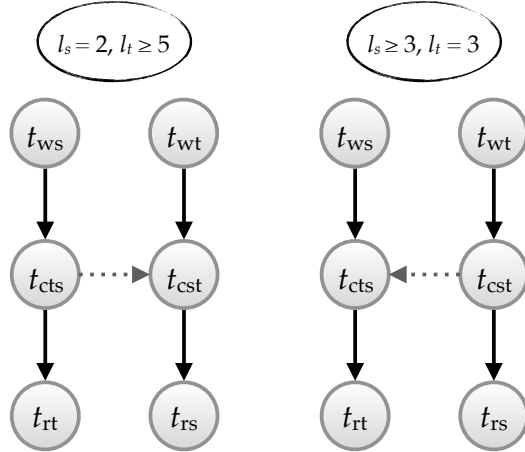 l_s = 2, l_t ≥ 5    l_s ≥ 3, l_t = 3
t_ws    t_wt    t_ws    t_wt
t_cts    t_cst    t_cts    t_cst
t_rt    t_rs    t_rt    t_rs